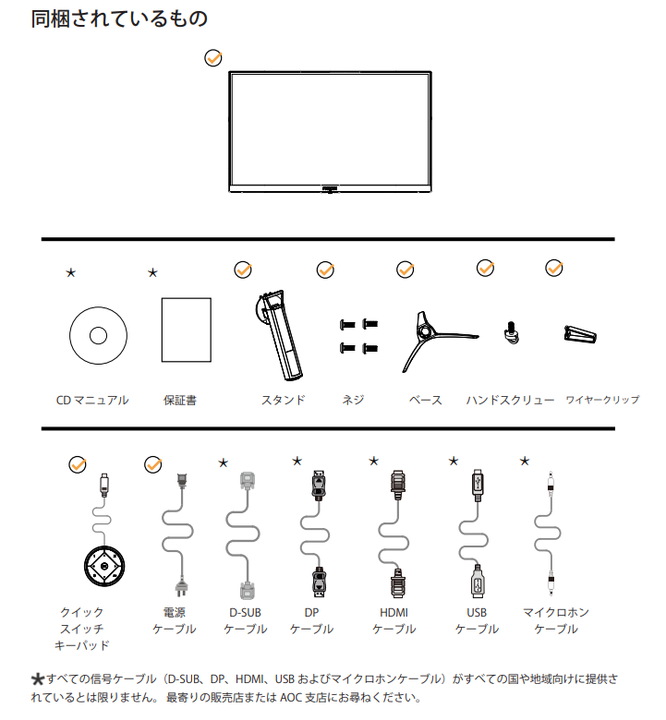 同梱されているもの
*
*
CD マニュアル
保証書
スタンド
ネジ
ベース
ハンドスクリュー
ワイヤークリップ
*
*
*
*
*
クイック
スイッチ
キーパッド
電源
ケーブル
D-SUB
ケーブル
DP
ケーブル
HDMI
ケーブル
USB
ケーブル
マイクロホン
ケーブル
*すべての信号ケーブル（D-SUB、DP、HDMI、USB およびマイクロホンケーブル）がすべての国や地域向けに提供さ
れているとは限りません。 最寄りの販売店または AOC 支店にお尋ねください。